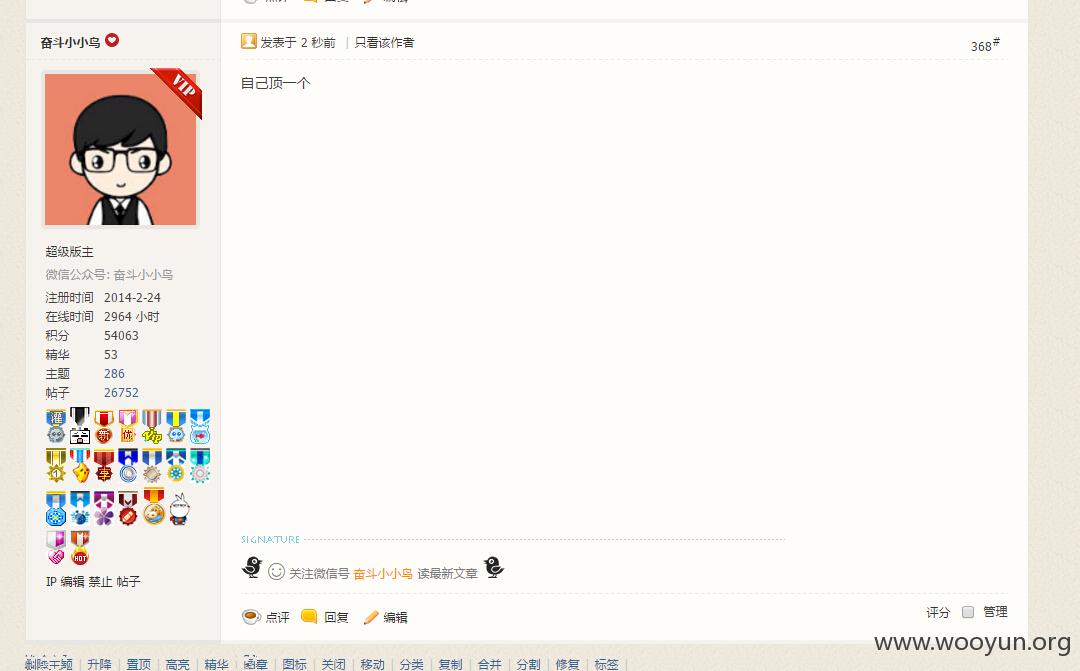 奋斗小小鸟
发表于 2 秒前 | 只看该作者
368#
VIP
自己顶一个
超级版主
微信公众号: 奋斗小小鸟
注册时间 2014-2-24
在线时间 2964 小时
积分 54063
精华 53
主题 286
帖子 26752
IP 编辑 禁止 帖子
SIGNATURE
关注微信号 奋斗小小鸟 读最新文章
点评 回复 编辑
评分 管理
www.wooyun.org
删除主题 | 升降 | 置顶 | 高亮 | 精华 | 图章 | 图标 | 关闭 | 移动 | 分类 | 复制 | 合并 | 分割 | 修复 | 标签 |